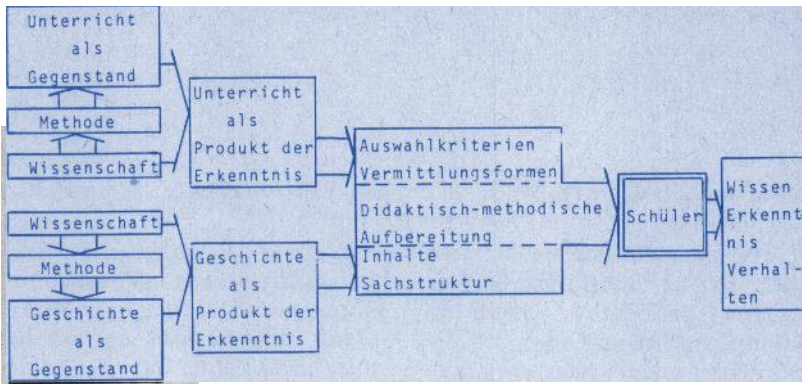 Unterricht
als
Gegenstand
Methode
Wissenschaft
Wissenschaft
Methode
Geschichte
als
Gegenstand
Unterricht
als
Produkt der
Erkenntnis
Geschichte
als
Produkt der
Erkenntnis
Auswahlkriterien
Vermittlungsformen
Didaktisch-methodische
Aufbereitung
Inhalte
Sachstruktur
Schüler
Wissen
Erkennt
nis
Verhal-
ten